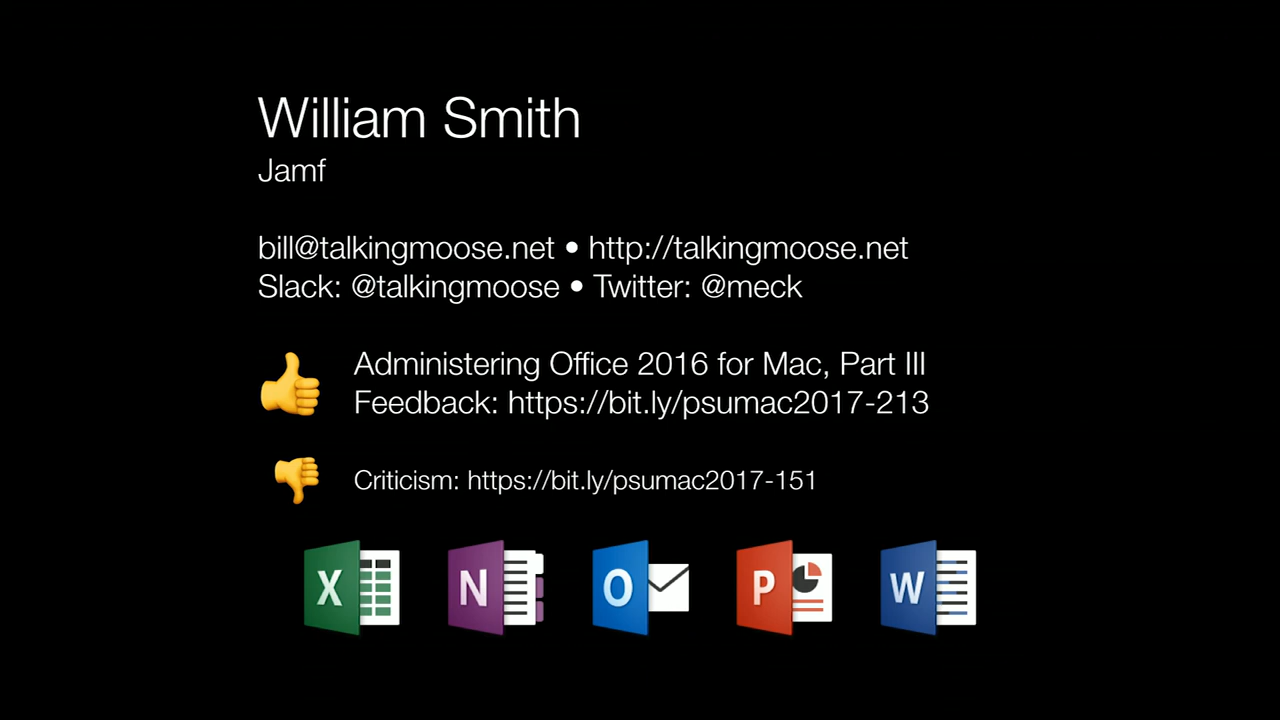 William Smith
Jamf
bill@talkingmoose.net • http://talkingmoose.net
Slack: @talkingmoose • Twitter: @meck
Administering Office 2016 for Mac, Part III
Feedback: https://bit.ly/psumac2017-213
Criticism: https://bit.ly/psumac2017-151
X N O P W